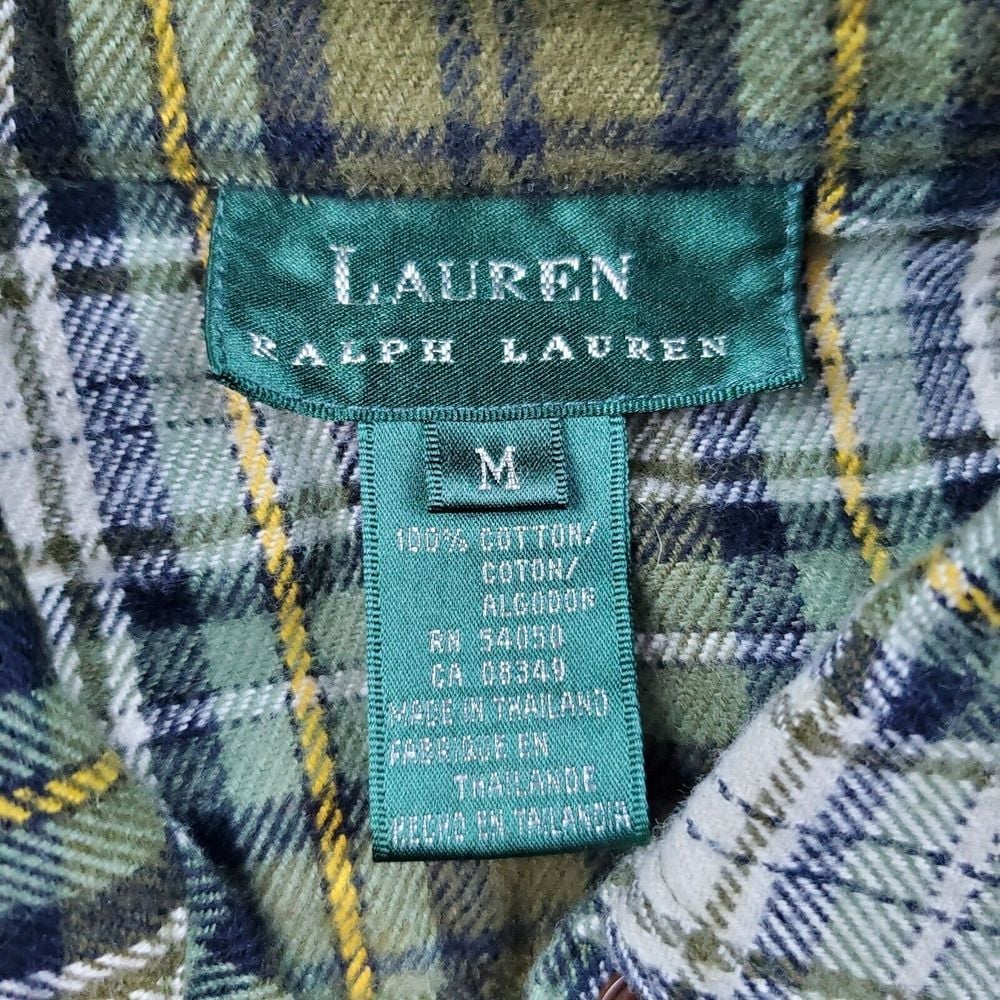 LAUREN
RALPH LAUREN
M
100% COTTON/
COTON/
ALGODON
RN 54050
CA 08349
MADE IN THAILAND
FABRIQUE EN
THAILANDE
HECHO EN TAILANDIA